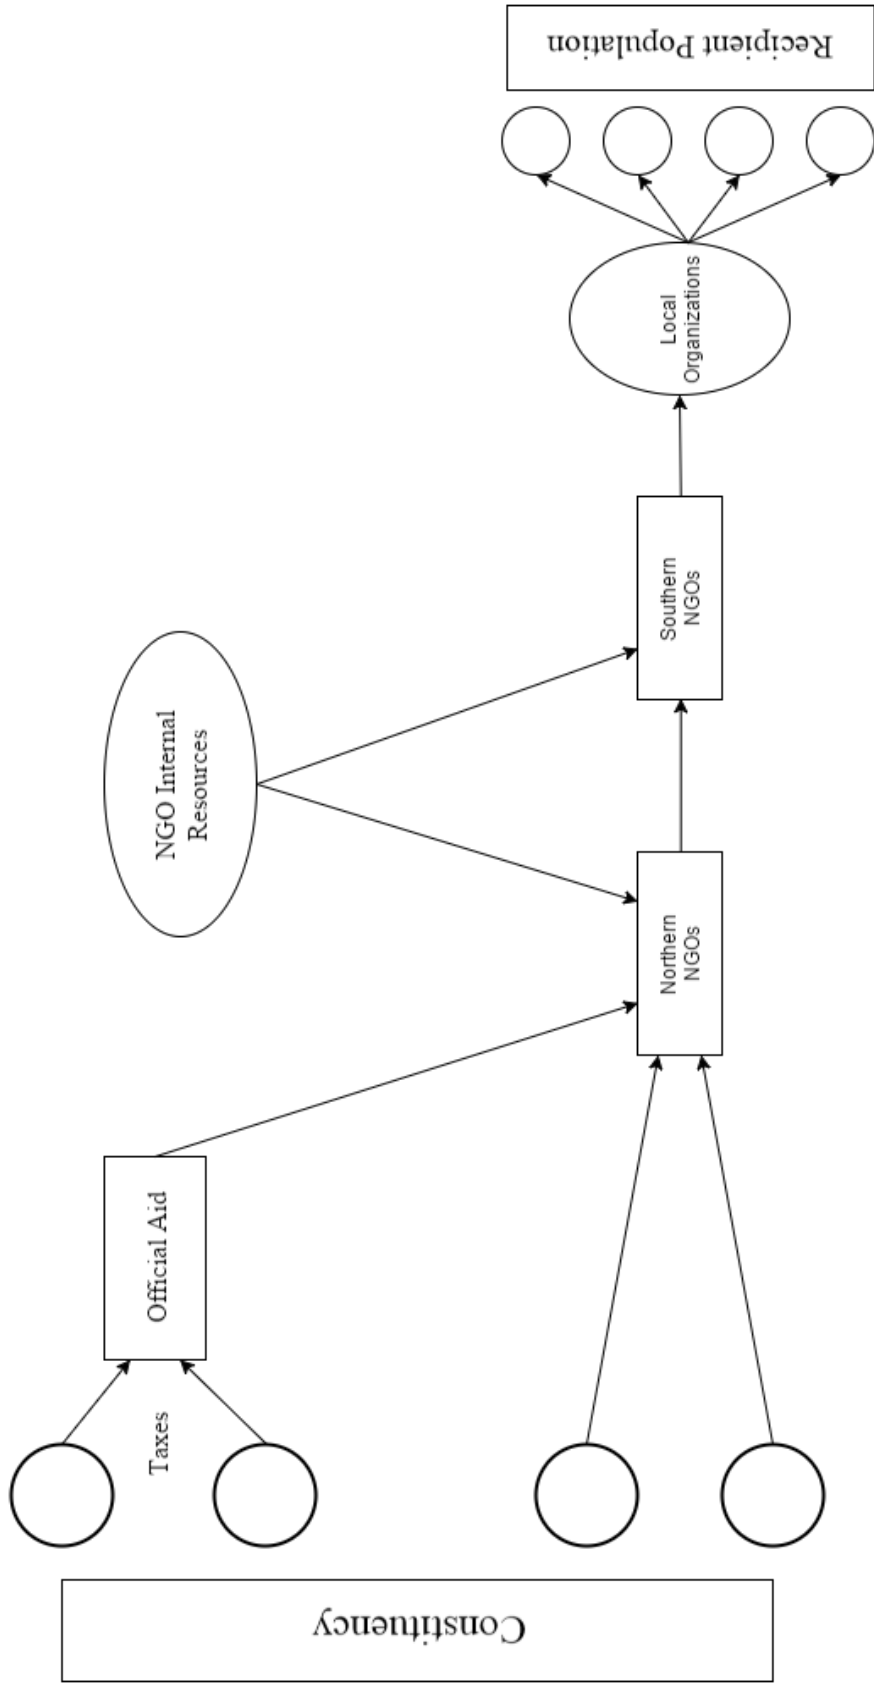 Recipient Population
Local
Organizations
Southern
NGOs
NGO Internal
Resources
Northern
NGOs
Official Aid
Taxes
Constituency